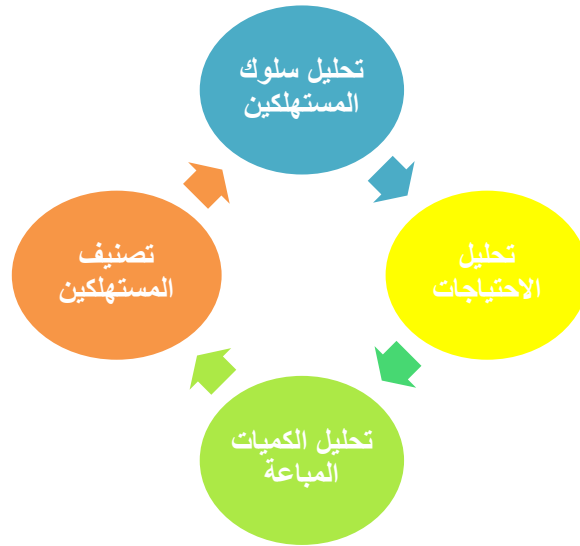 تحليل سلوك
المستهلكين
تحليل
الاحتياجات
تحليل الكميات
المباعة
تصنيف
المستهلكين